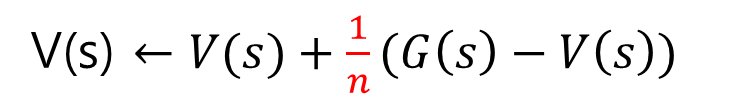 V(s) ← V(s) + 1/n (G(s) − V(s))